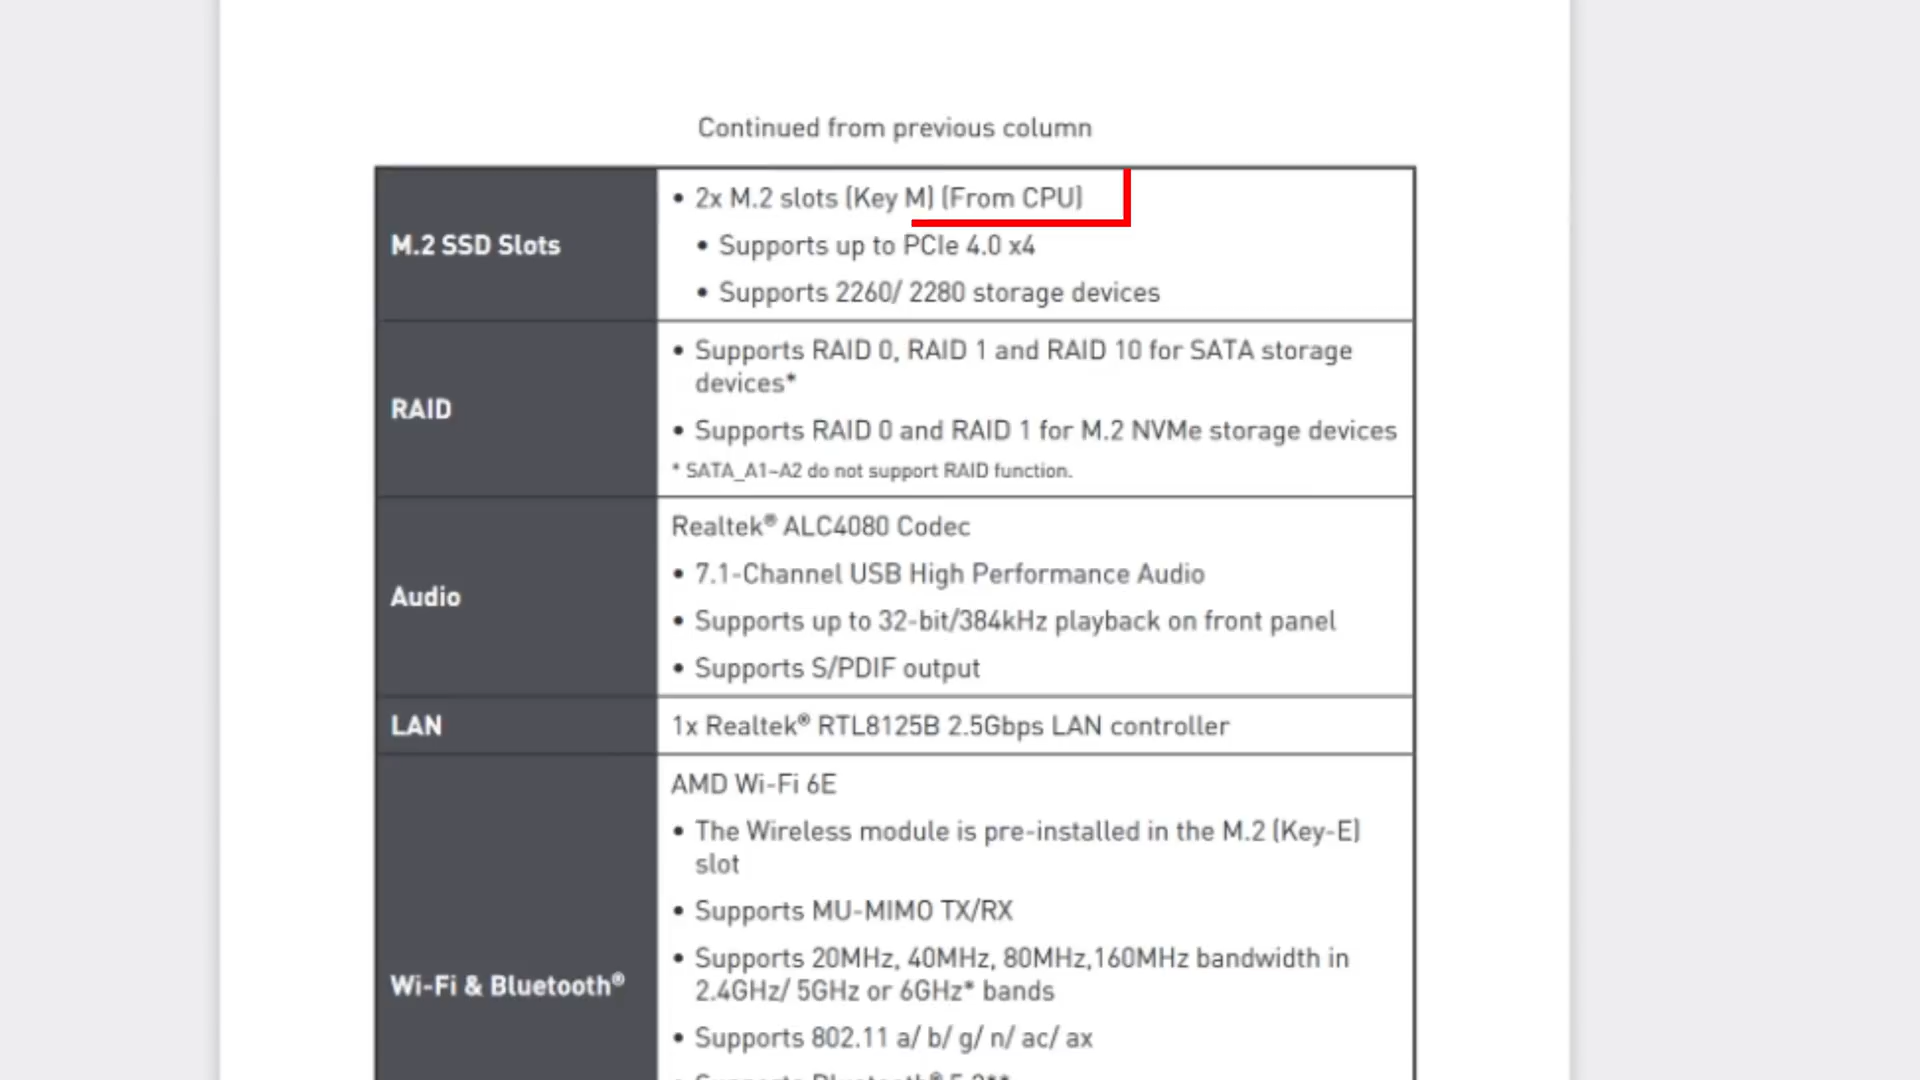 Continued from previous column
M.2 SSD Slots
• 2x M.2 slots (Key M) (From CPU)
• Supports up to PCIe 4.0 x4
• Supports 2260/ 2280 storage devices
RAID
• Supports RAID 0, RAID 1 and RAID 10 for SATA storage
devices*
• Supports RAID 0 and RAID 1 for M.2 NVMe storage devices
* SATA_A1~A2 do not support RAID function.
Audio
Realtek® ALC4080 Codec
• 7.1-Channel USB High Performance Audio
• Supports up to 32-bit/384kHz playback on front panel
• Supports S/PDIF output
LAN
1x Realtek® RTL8125B 2.5Gbps LAN controller
Wi-Fi & Bluetooth®
AMD Wi-Fi 6E
• The Wireless module is pre-installed in the M.2 (Key-E)
slot
• Supports MU-MIMO TX/RX
• Supports 20MHz, 40MHz, 80MHz,160MHz bandwidth in
2.4GHz/ 5GHz or 6GHz* bands
• Supports 802.11 a/ b/ g/ n/ ac/ ax
• Supports Bluetooth®